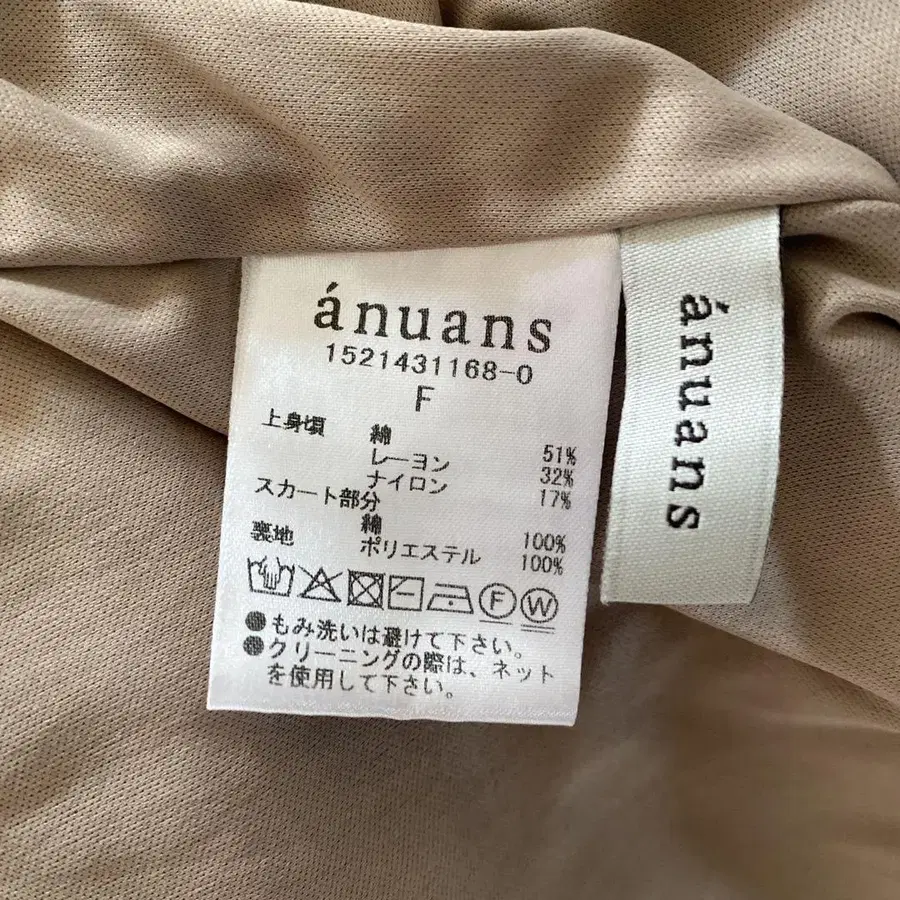 ánuans
1521431168-0
F
上身頃 綿 51%
レーヨン 32%
ナイロン 17%
スカート部分
綿 100%
裏地 ポリエステル 100%
F W
●もみ洗いは避けて下さい。
●クリーニングの際は、ネット
を使用して下さい。
ánuans